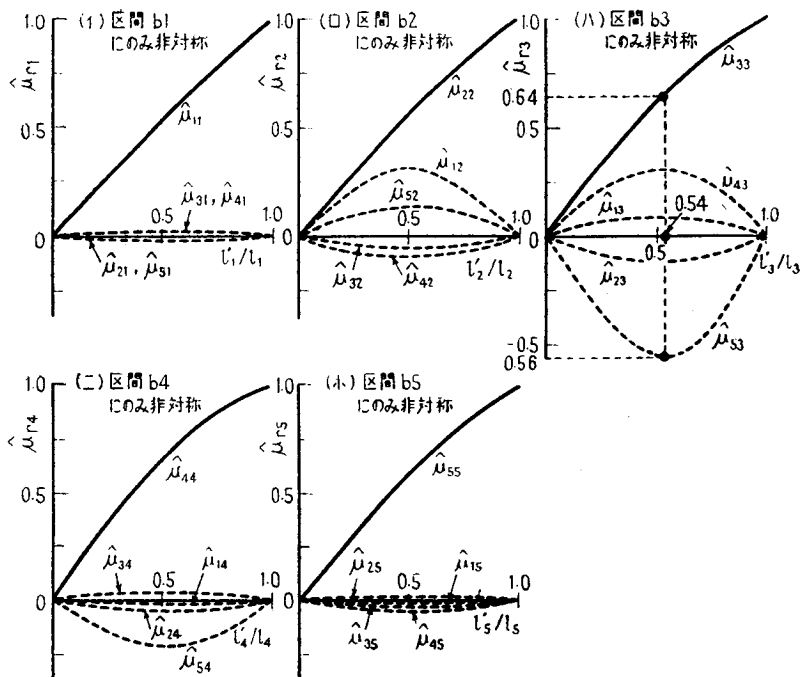 (イ) 区間 b1
にのみ非対称
μ̂r1
1.0
0.5
0
μ̂11
μ̂31, μ̂41
0.5
1.0
μ̂21, μ̂51
l′1/l1
(ロ) 区間 b2
にのみ非対称
μ̂r2
1.0
0.5
0
μ̂22
μ̂12
μ̂52
0.5
1.0
μ̂32
μ̂42
l′2/l2
(ハ) 区間 b3
にのみ非対称
μ̂r3
1.0
0.64
0.5
0
-0.5
0.56
μ̂33
μ̂43
μ̂13
0.54
1.0
0.5
l′3/l3
μ̂23
μ̂53
(ニ) 区間 b4
にのみ非対称
μ̂r4
1.0
0.5
0
μ̂44
μ̂34
μ̂14
0.5
1.0
μ̂24
μ̂54
l′4/l4
(ホ) 区間 b5
にのみ非対称
μ̂r5
1.0
0.5
0
μ̂55
μ̂25
0.5
μ̂15
1.0
μ̂35
μ̂45
l′5/l5